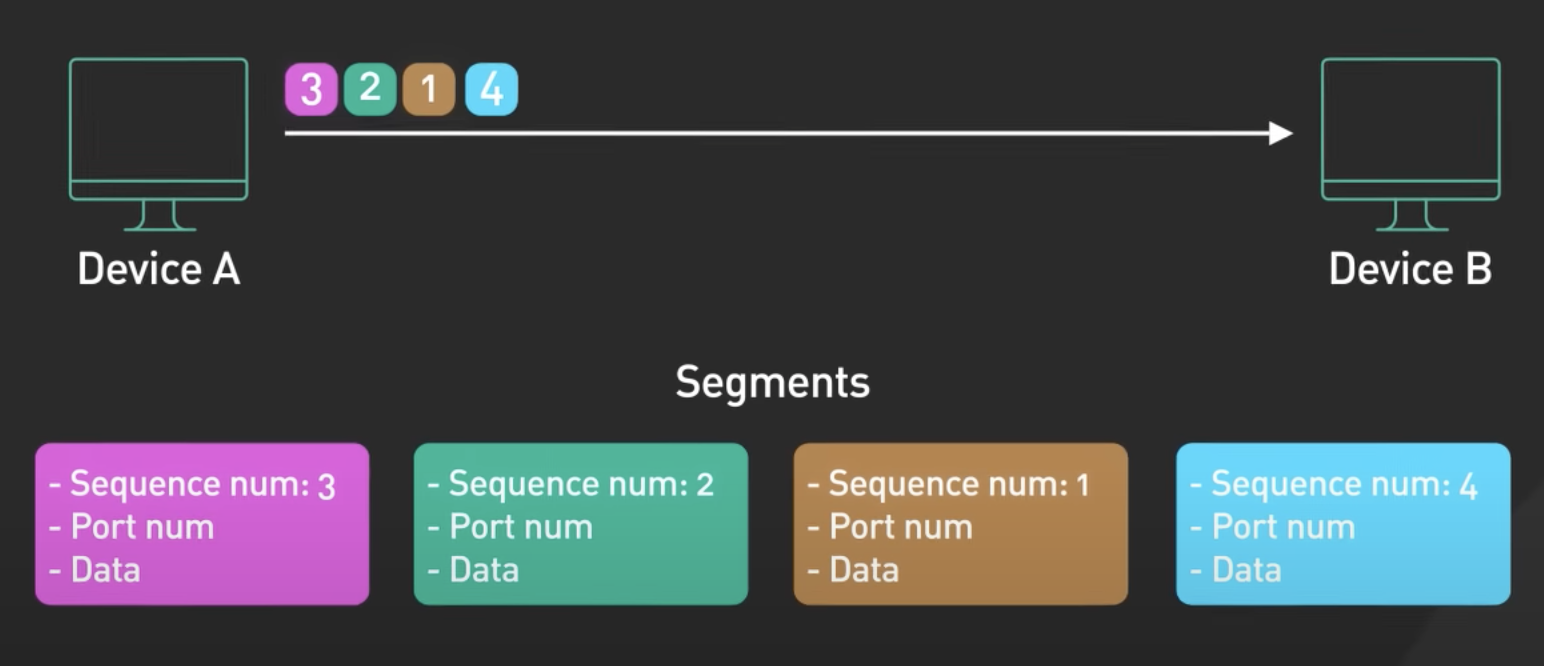 3 2 1 4
Device A
Device B
Segments
- Sequence num: 3
- Port num
- Data
- Sequence num: 2
- Port num
- Data
- Sequence num: 1
- Port num
- Data
- Sequence num: 4
- Port num
- Data